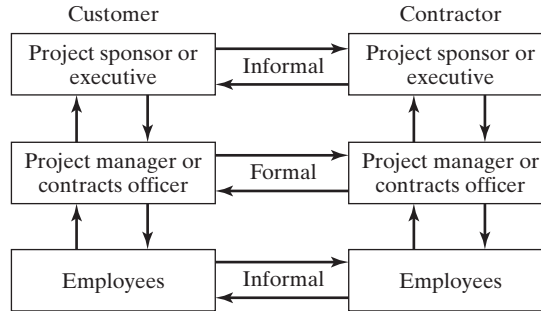 Customer
Contractor
Project sponsor or
executive
Informal
Project sponsor or
executive
Project manager or
contracts officer
Formal
Project manager or
contracts officer
Employees
Informal
Employees